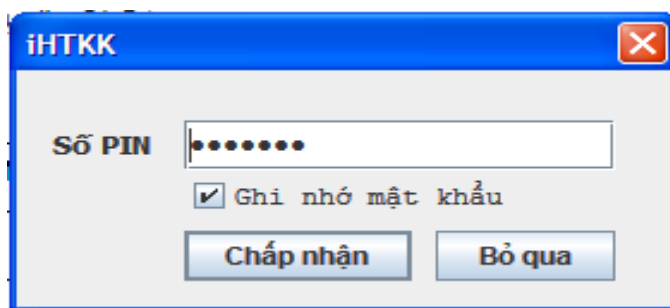 iHTKK
Số PIN •••••••
Ghi nhớ mật khẩu
Chấp nhận Bỏ qua